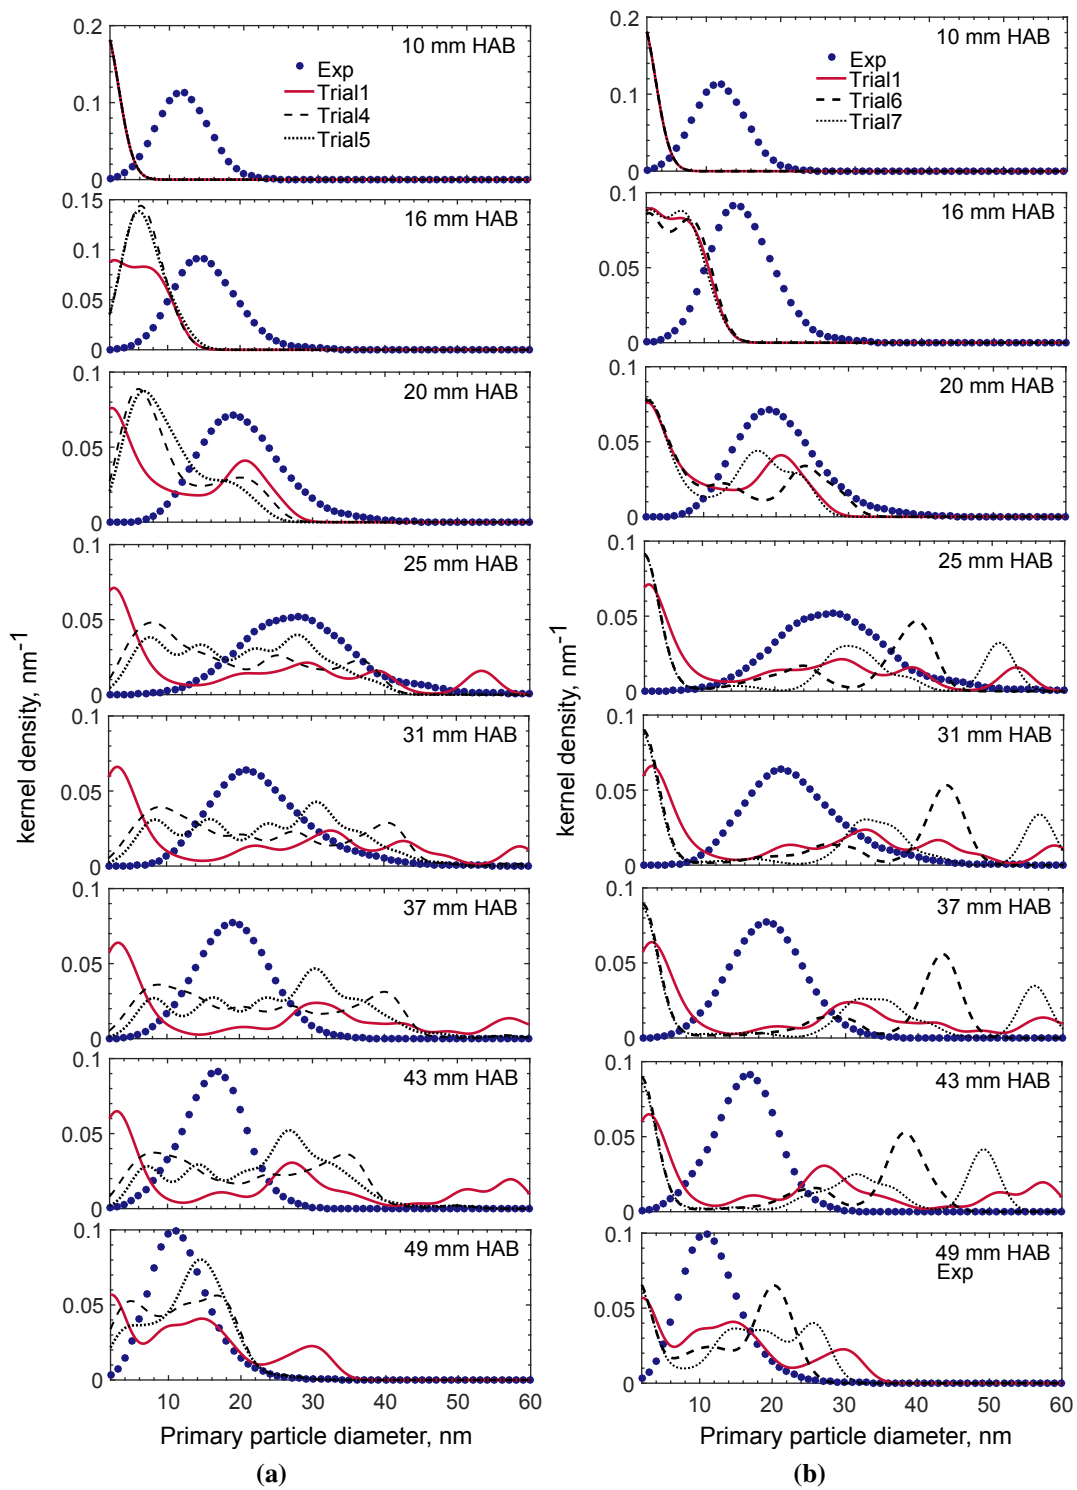 0.2
10 mm HAB
Exp
Trial1
Trial4
Trial5
0.1
0
0.15
16 mm HAB
0.1
0.05
0
0.1
20 mm HAB
0.05
0
0.1
25 mm HAB
0.05
0
0.1
31 mm HAB
0.05
0
0.1
37 mm HAB
0.05
0
0.1
43 mm HAB
0.05
0
0.1
49 mm HAB
0.05
0
10 20 30 40 50 60
kernel density, nm-1
Primary particle diameter, nm
(a)
0.2
10 mm HAB
Exp
Trial1
Trial6
Trial7
0.1
0
0.1
16 mm HAB
0.05
0
0.1
20 mm HAB
0.05
0
0.1
25 mm HAB
0.05
0
0.1
31 mm HAB
0.05
0
0.1
37 mm HAB
0.05
0
0.1
43 mm HAB
0.05
0
0.1
49 mm HAB
Exp
0.05
0
10 20 30 40 50 60
kernel density, nm-1
Primary particle diameter, nm
(b)